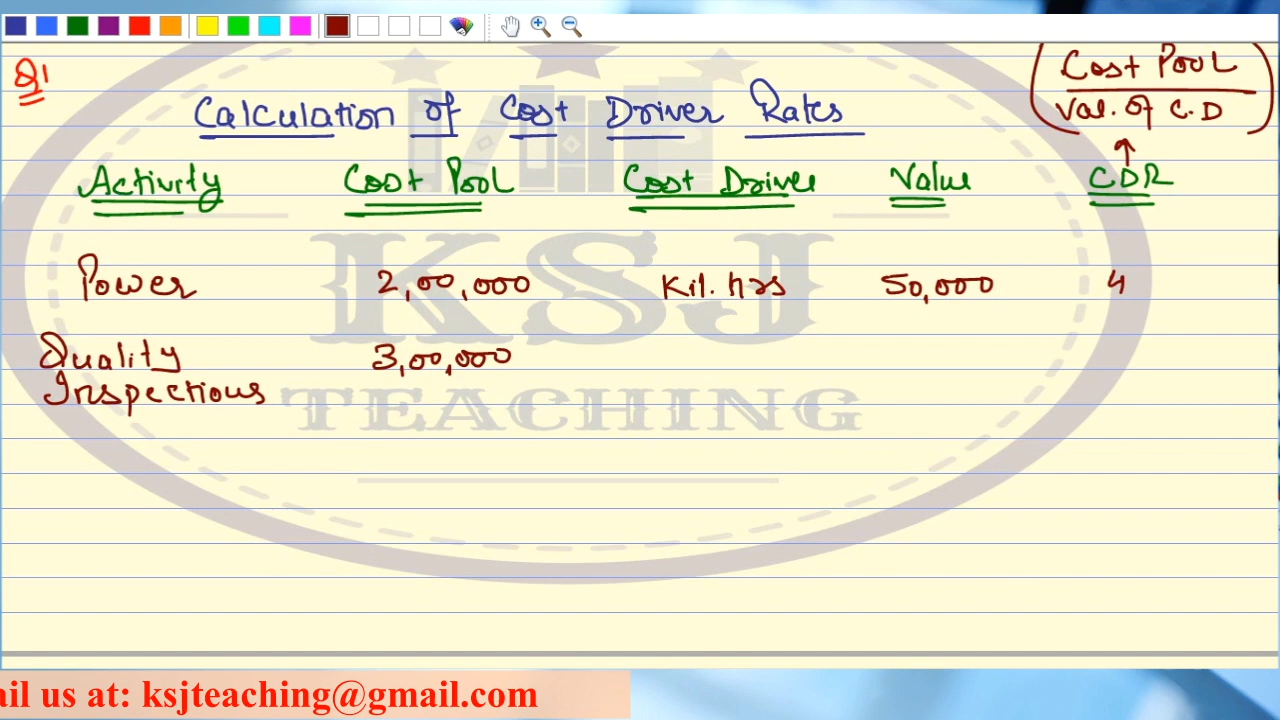 Q1
Cost Pool
Val. of C.D
Calculation of Cost Driver Rates
Activity Cost Pool Cost Driver Value CDR
Power 2,00,000 Kil. hrs 50,000 4
Quality 3,00,000
Inspections
KSJ
TEACHING
ail us at: ksjteaching@gmail.com